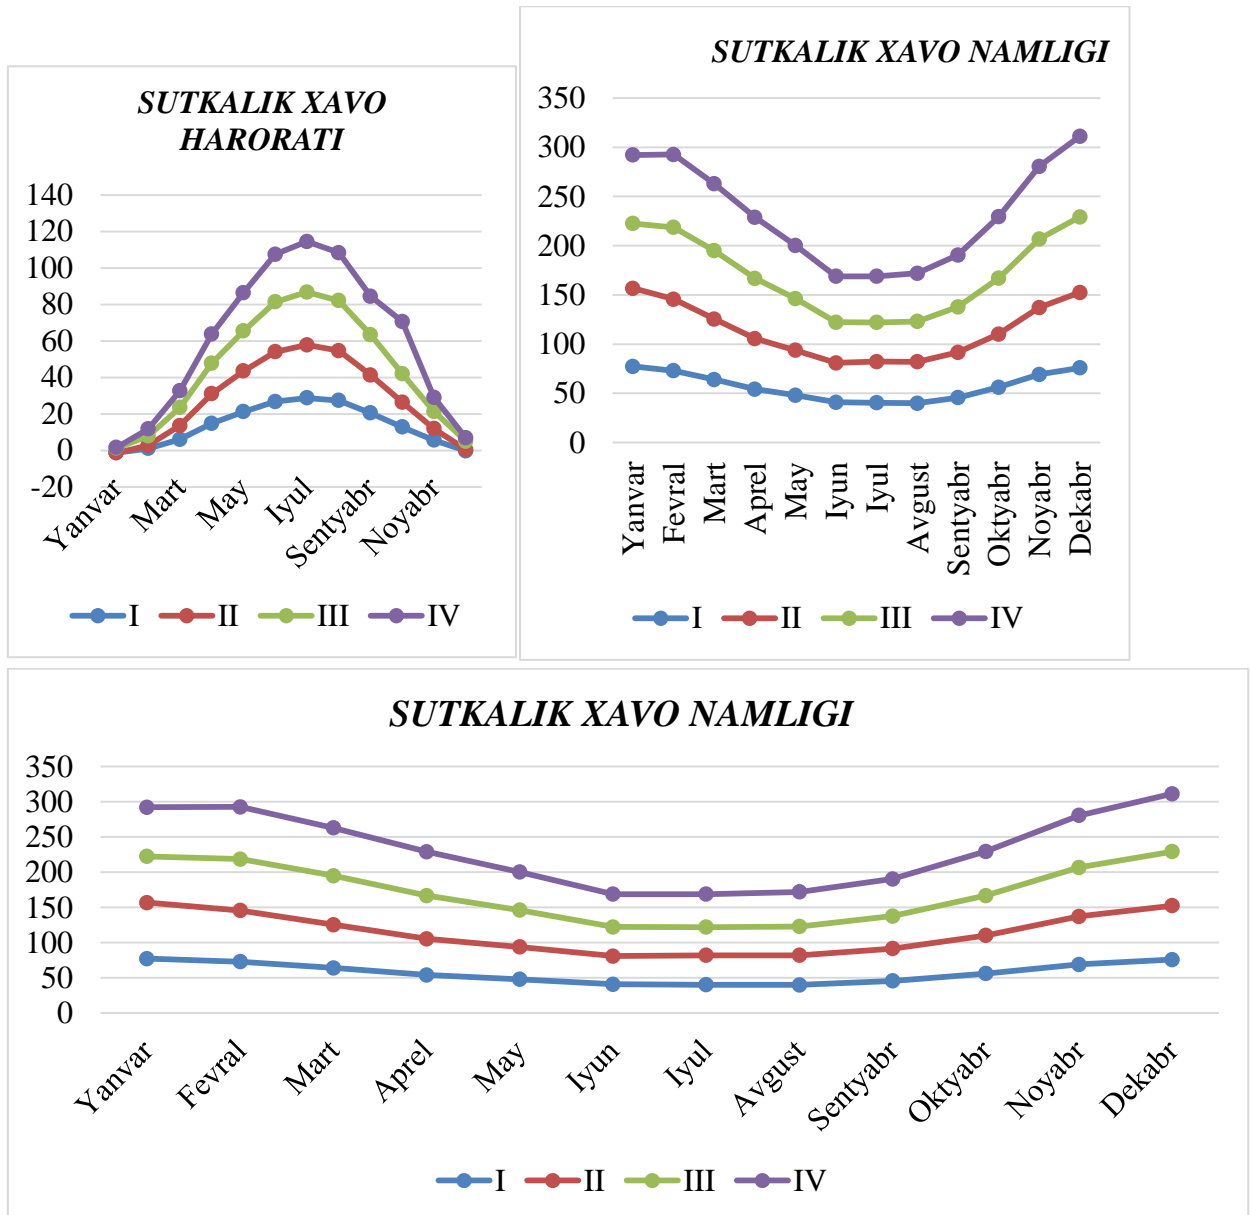 SUTKALIK XAVO
HARORATI
140
120
100
80
60
40
20
0
-20
Yanvar
Mart
May
Iyul
Sentyabr
Noyabr
I II III IV
SUTKALIK XAVO NAMLIGI
350
300
250
200
150
100
50
0
Yanvar
Fevral
Mart
Aprel
May
Iyun
Iyul
Avgust
Sentyabr
Oktyabr
Noyabr
Dekabr
I II III IV
SUTKALIK XAVO NAMLIGI
350
300
250
200
150
100
50
0
Yanvar
Fevral
Mart
Aprel
May
Iyun
Iyul
Avgust
Sentyabr
Oktyabr
Noyabr
Dekabr
I II III IV